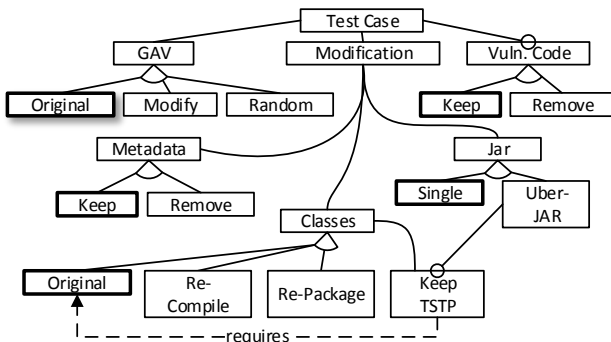 Test Case
GAV
Modification
Vuln. Code
Original
Modify
Random
Keep
Remove
Metadata
Jar
Keep
Remove
Single
Uber-
JAR
Classes
Original
Re-
Compile
Re-Package
Keep
TSTP
requires